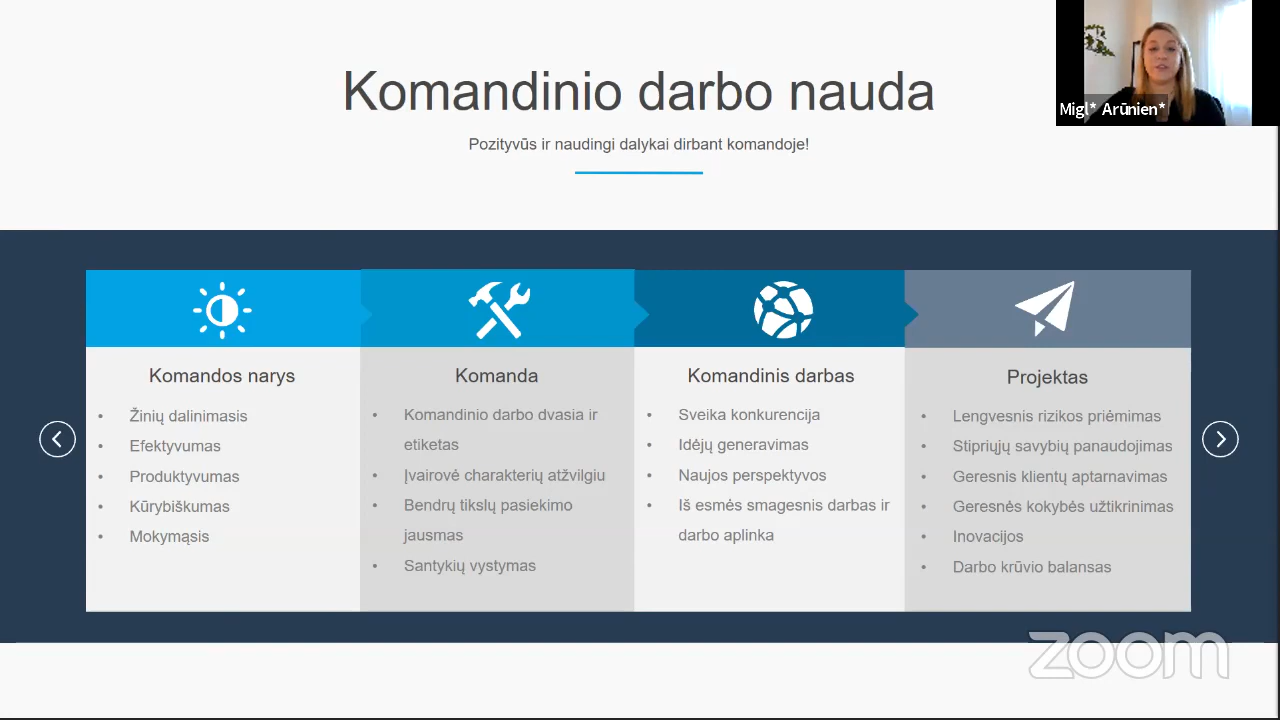 Komandinio darbo nauda
Pozityvūs ir naudingi dalykai dirbant komandoje!
Migl* Arūnien*
Komandos narys
• Žinių dalinimasis
• Efektyvumas
• Produktyvumas
• Kūrybiškumas
• Mokymąsis
Komanda
• Komandinio darbo dvasia ir
etiketas
• Įvairovė charakterių atžvilgiu
• Bendrų tikslų pasiekimo
jausmas
• Santykių vystymas
Komandinis darbas
• Sveika konkurencija
• Idėjų generavimas
• Naujos perspektyvos
• Iš esmės smagesnis darbas ir
darbo aplinka
Projektas
• Lengvesnis rizikos priėmimas
• Stipriųjų savybių panaudojimas
• Geresnis klientų aptarnavimas
• Geresnės kokybės užtikrinimas
• Inovacijos
• Darbo krūvio balansas
zoom